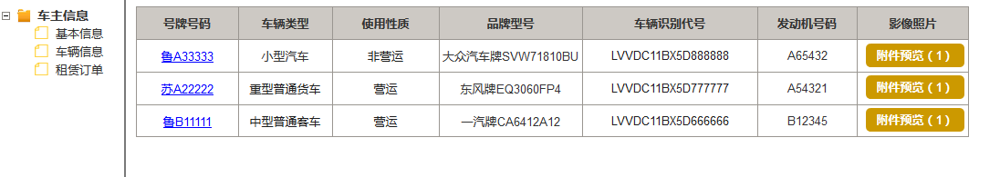 车主信息
基本信息
车辆信息
租赁订单
号牌号码 车辆类型 使用性质 品牌型号 车辆识别代号 发动机号码 影像照片
鲁A33333 小型汽车 非营运 大众汽车牌SVW71810BU LVVDC11BX5D888888 A65432 附件预览（1）
苏A22222 重型普通货车 营运 东风牌EQ3060FP4 LVVDC11BX5D777777 A54321 附件预览（1）
鲁B11111 中型普通客车 营运 一汽牌CA6412A12 LVVDC11BX5D666666 B12345 附件预览（1）